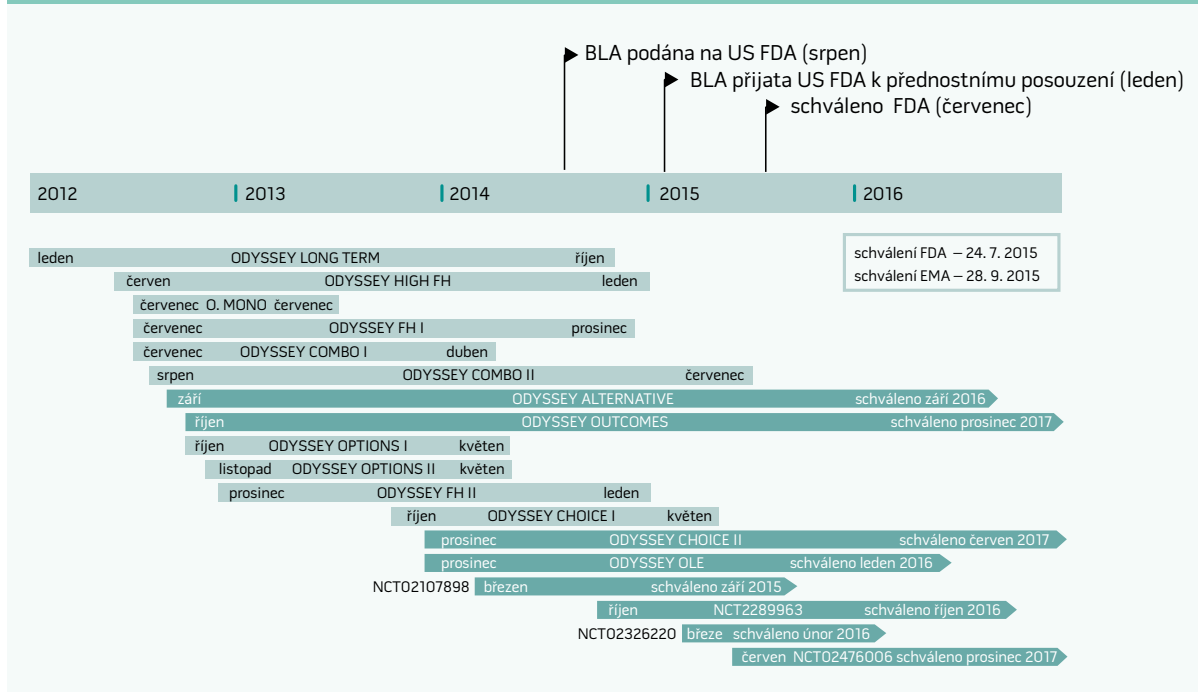 BLA podána na US FDA (srpen)
BLA přijata US FDA k přednostnímu posouzení (leden)
schváleno FDA (červenec)
2012 2013 2014 2015 2016
schválení FDA – 24. 7. 2015
schválení EMA – 28. 9. 2015
leden ODYSSEY LONG TERM říjen
červen ODYSSEY HIGH FH leden
červenec O. MONO červenec
červenec ODYSSEY FH I prosinec
červenec ODYSSEY COMBO I duben
srpen ODYSSEY COMBO II červenec
září ODYSSEY ALTERNATIVE schváleno září 2016
říjen ODYSSEY OUTCOMES schváleno prosinec 2017
říjen ODYSSEY OPTIONS I květen
listopad ODYSSEY OPTIONS II květen
prosinec ODYSSEY FH II leden
říjen ODYSSEY CHOICE I květen
prosinec ODYSSEY CHOICE II schváleno červen 2017
prosinec ODYSSEY OLE schváleno leden 2016
NCT02107898 březen schváleno září 2015
říjen NCT2289963 schváleno říjen 2016
NCT02326220 březe schváleno únor 2016
červen NCT02476006 schváleno prosinec 2017